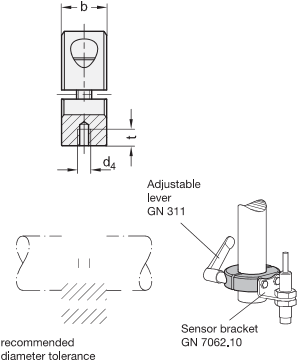 b
t
d4
Adjustable
lever
GN 311
Sensor bracket
GN 7062.10
recommended
diameter tolerance